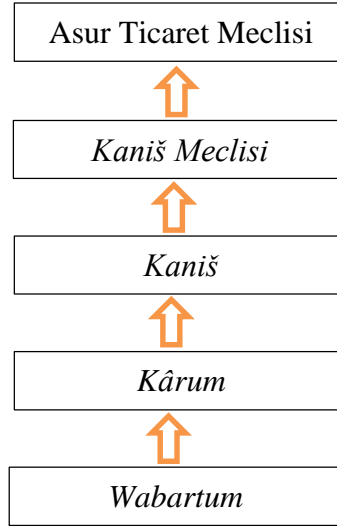 Asur Ticaret Meclisi
Kaniš Meclisi
Kaniš
Kârum
Wabartum